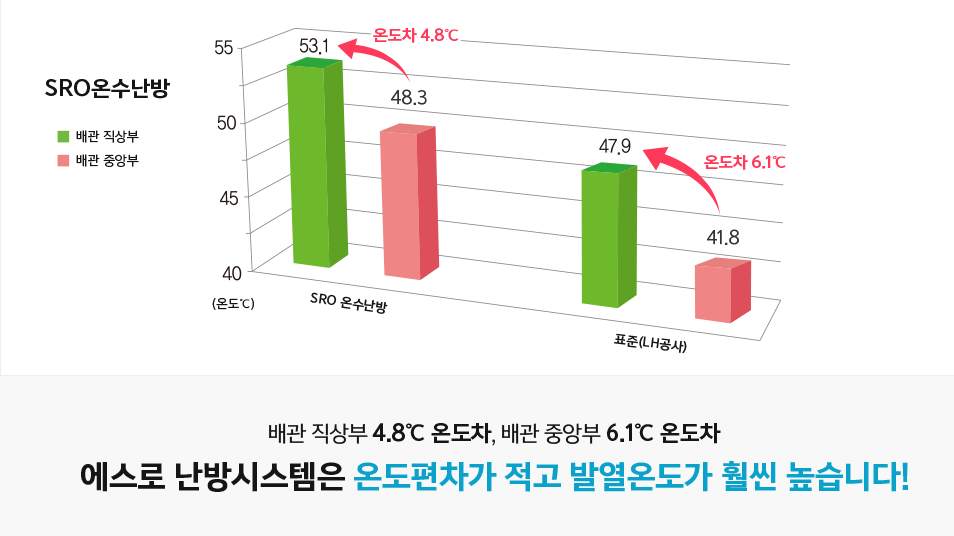 SRO온수난방
배관 직상부
배관 중앙부
55
50
45
40
(온도℃)
53.1
온도차 4.8℃
48.3
47.9
온도차 6.1℃
41.8
SRO 온수난방
표준(LH공사)
배관 직상부 4.8℃ 온도차, 배관 중앙부 6.1℃ 온도차
에스로 난방시스템은 온도편차가 적고 발열온도가 훨씬 높습니다!